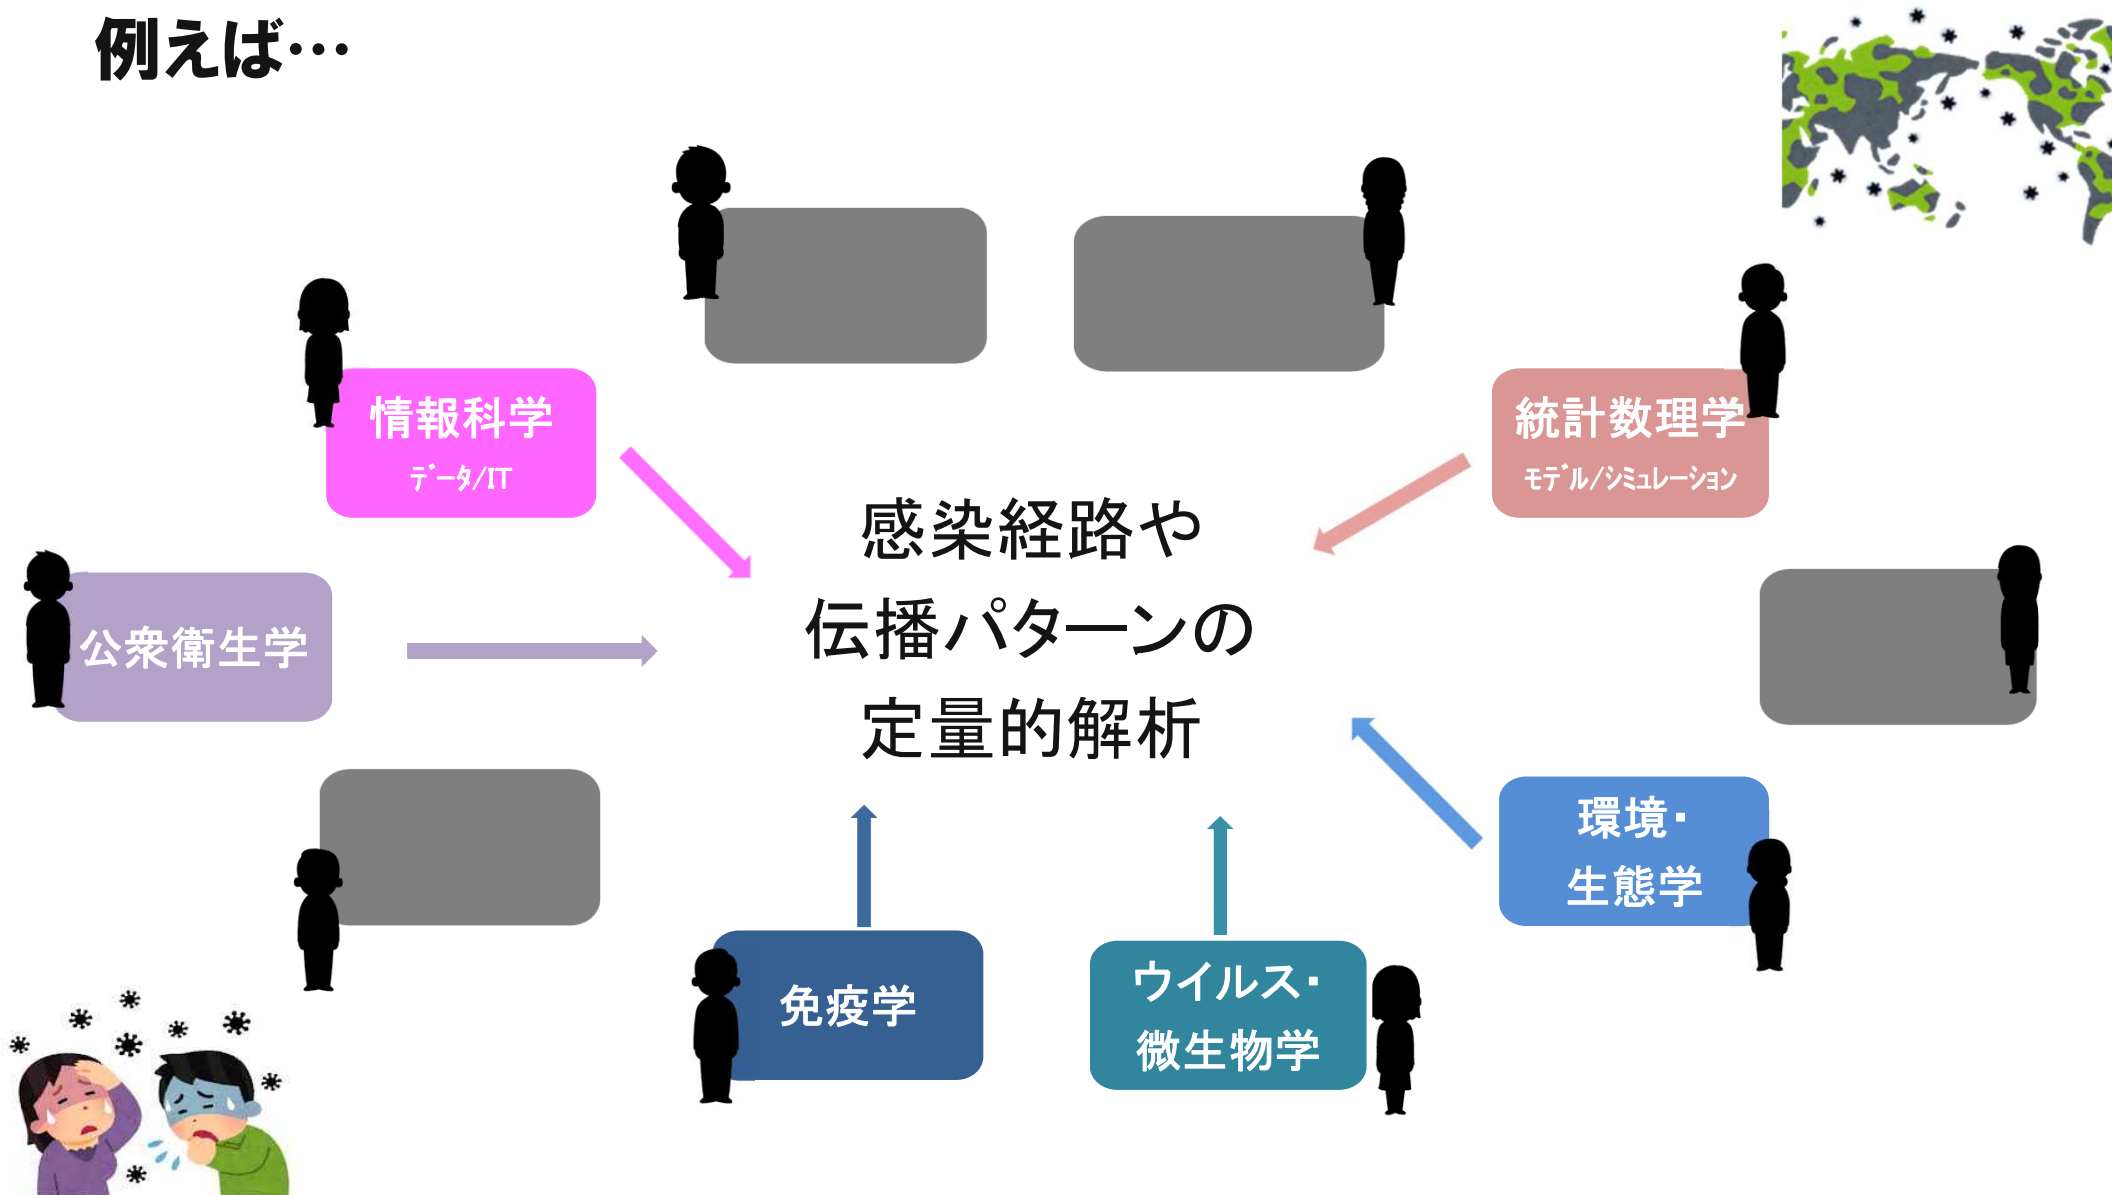 例えば…
情報科学
ﾃﾞｰﾀ/IT
統計数理学
ﾓﾃﾞﾙ/ｼﾐｭﾚｰｼｮﾝ
感染経路や
伝播パターンの
定量的解析
公衆衛生学
環境・
生態学
免疫学
ウイルス・
微生物学